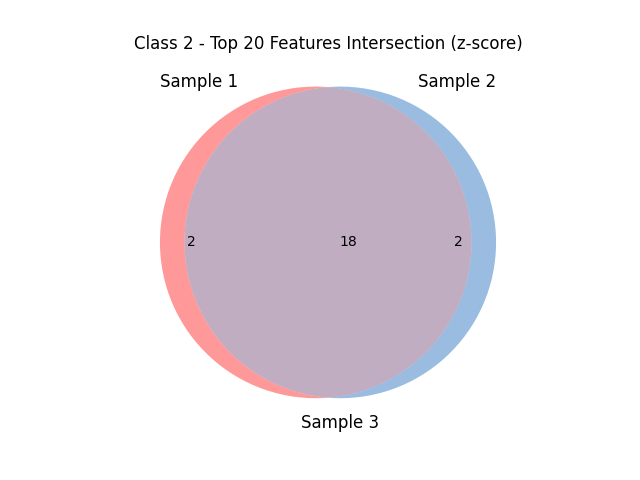 Class 2 - Top 20 Features Intersection (z-score)
Sample 1
Sample 2
2
18
2
Sample 3